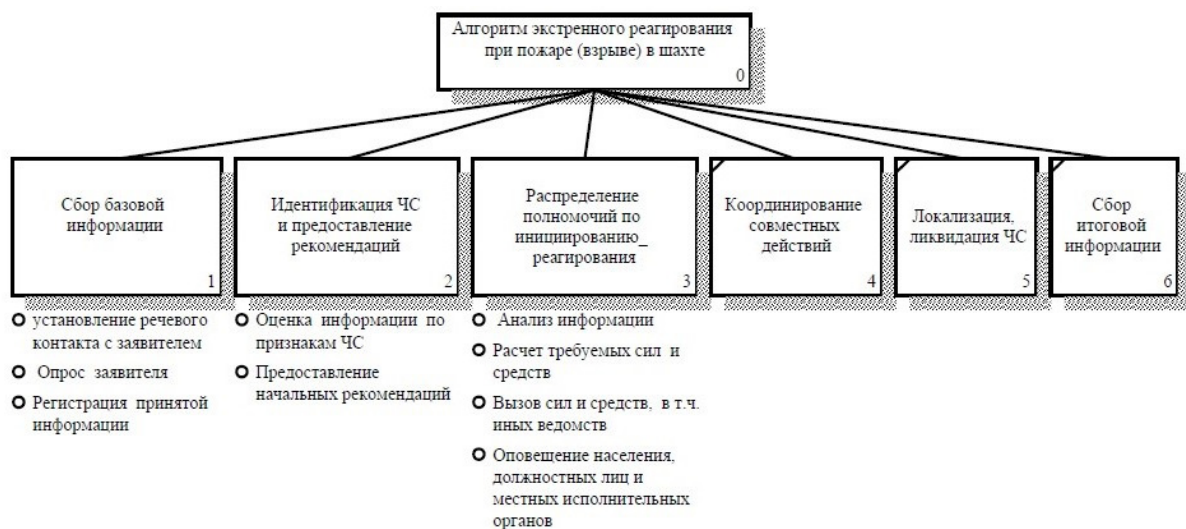 Алгоритм экстренного реагирования
при пожаре (взрыве) в шахте
0
Сбор базовой
информации
1
Идентификация ЧС
и предоставление
рекомендаций
2
Распределение
полномочий по
инициированию_
реагирования
3
Координирование
совместных
действий
4
Локализация,
ликвидация ЧС
5
Сбор
итоговой
информации
6
установление речевого
контакта с заявителем
Опрос заявителя
Регистрация принятой
информации
Оценка информации по
признакам ЧС
Предоставление
начальных рекомендаций
Анализ информации
Расчет требуемых сил и
средств
Вызов сил и средств, в т.ч.
иных ведомств
Оповещение населения,
должностных лиц и
местных исполнительных
органов